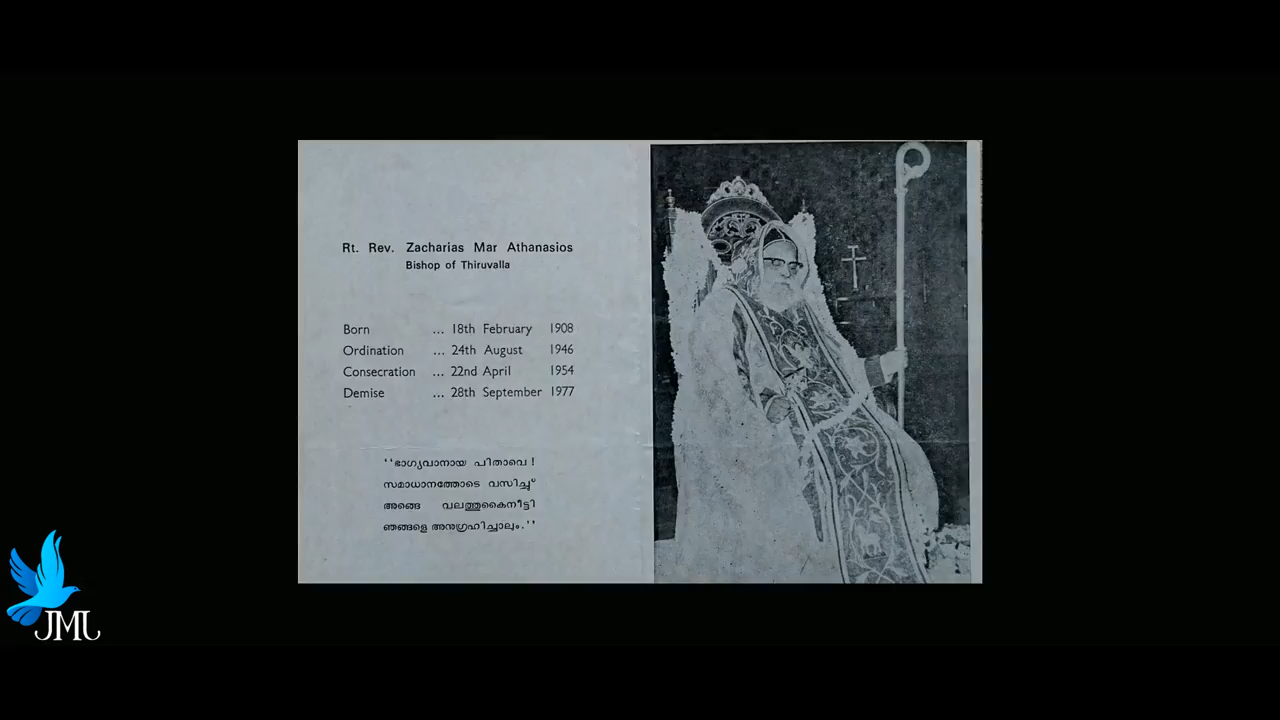 Rt. Rev. Zacharias Mar Athanasios
Bishop of Thiruvalla
Born ... 18th February 1908
Ordination ... 24th August 1946
Consecration ... 22nd April 1954
Demise ... 28th September 1977
‘‘ഭാഗ്യവാനായ പിതാവെ !
സമാധാനത്തോടെ വസിച്ച്
അങ്ങെ വലത്തുകൈനീട്ടി
ഞങ്ങളെ അനുഗ്രഹിച്ചാലും.’’
JMJ